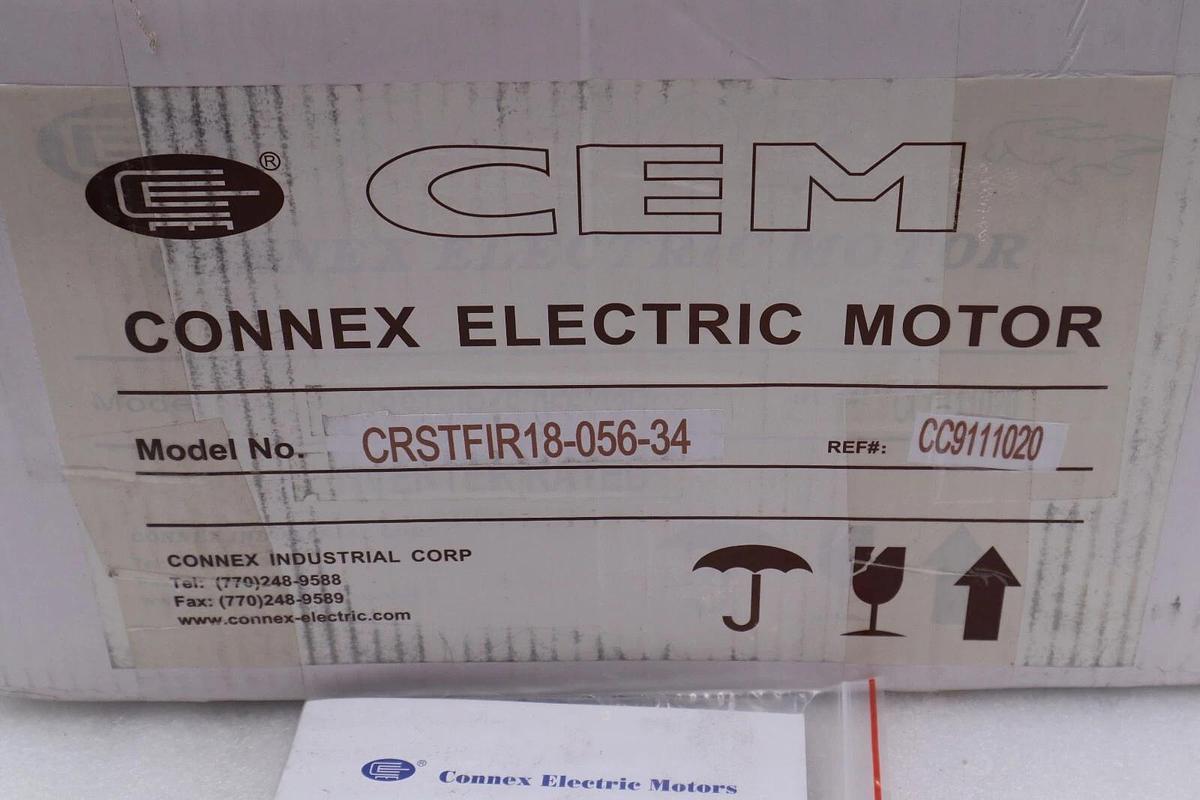 ® CEM
CONNEX ELECTRIC MOTOR
Model No. CRSTFIR18-056-34 REF#: CC9111020
CONNEX INDUSTRIAL CORP
Tel: (770)248-9588
Fax: (770)248-9589
www.connex-electric.com
® Connex Electric Motors